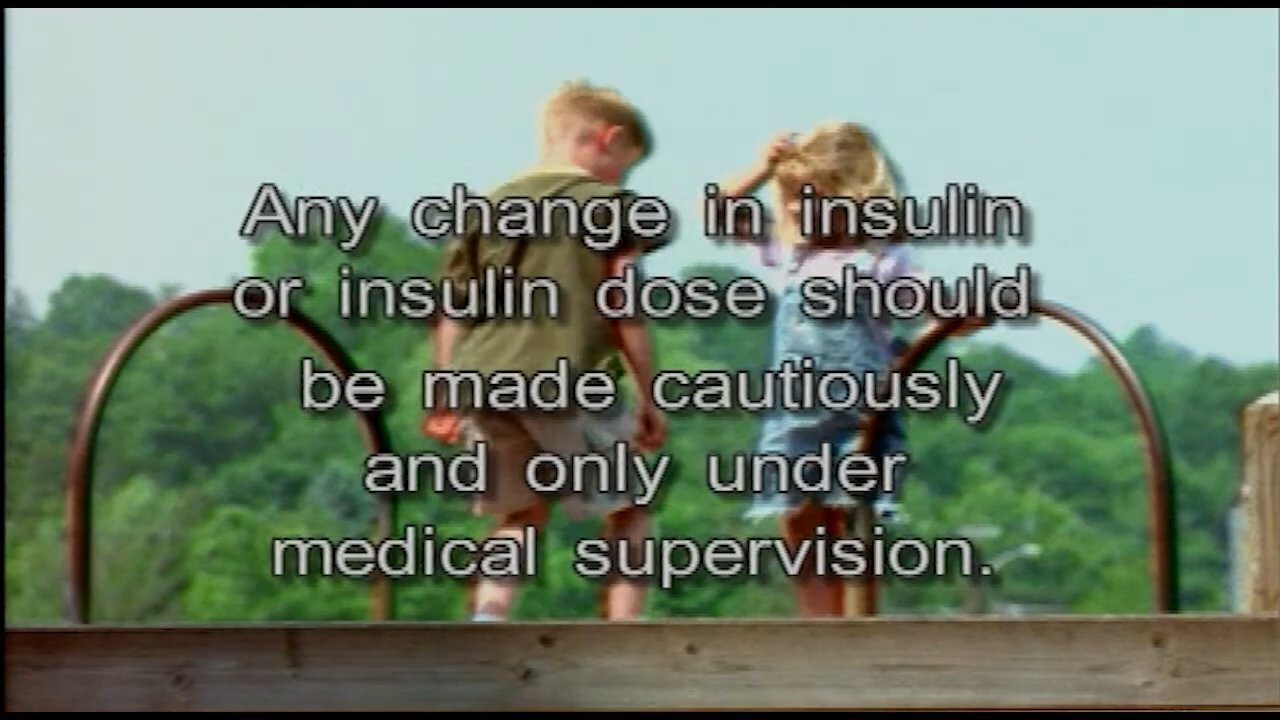 Any change in insulin
or insulin dose should
be made cautiously
and only under
medical supervision.